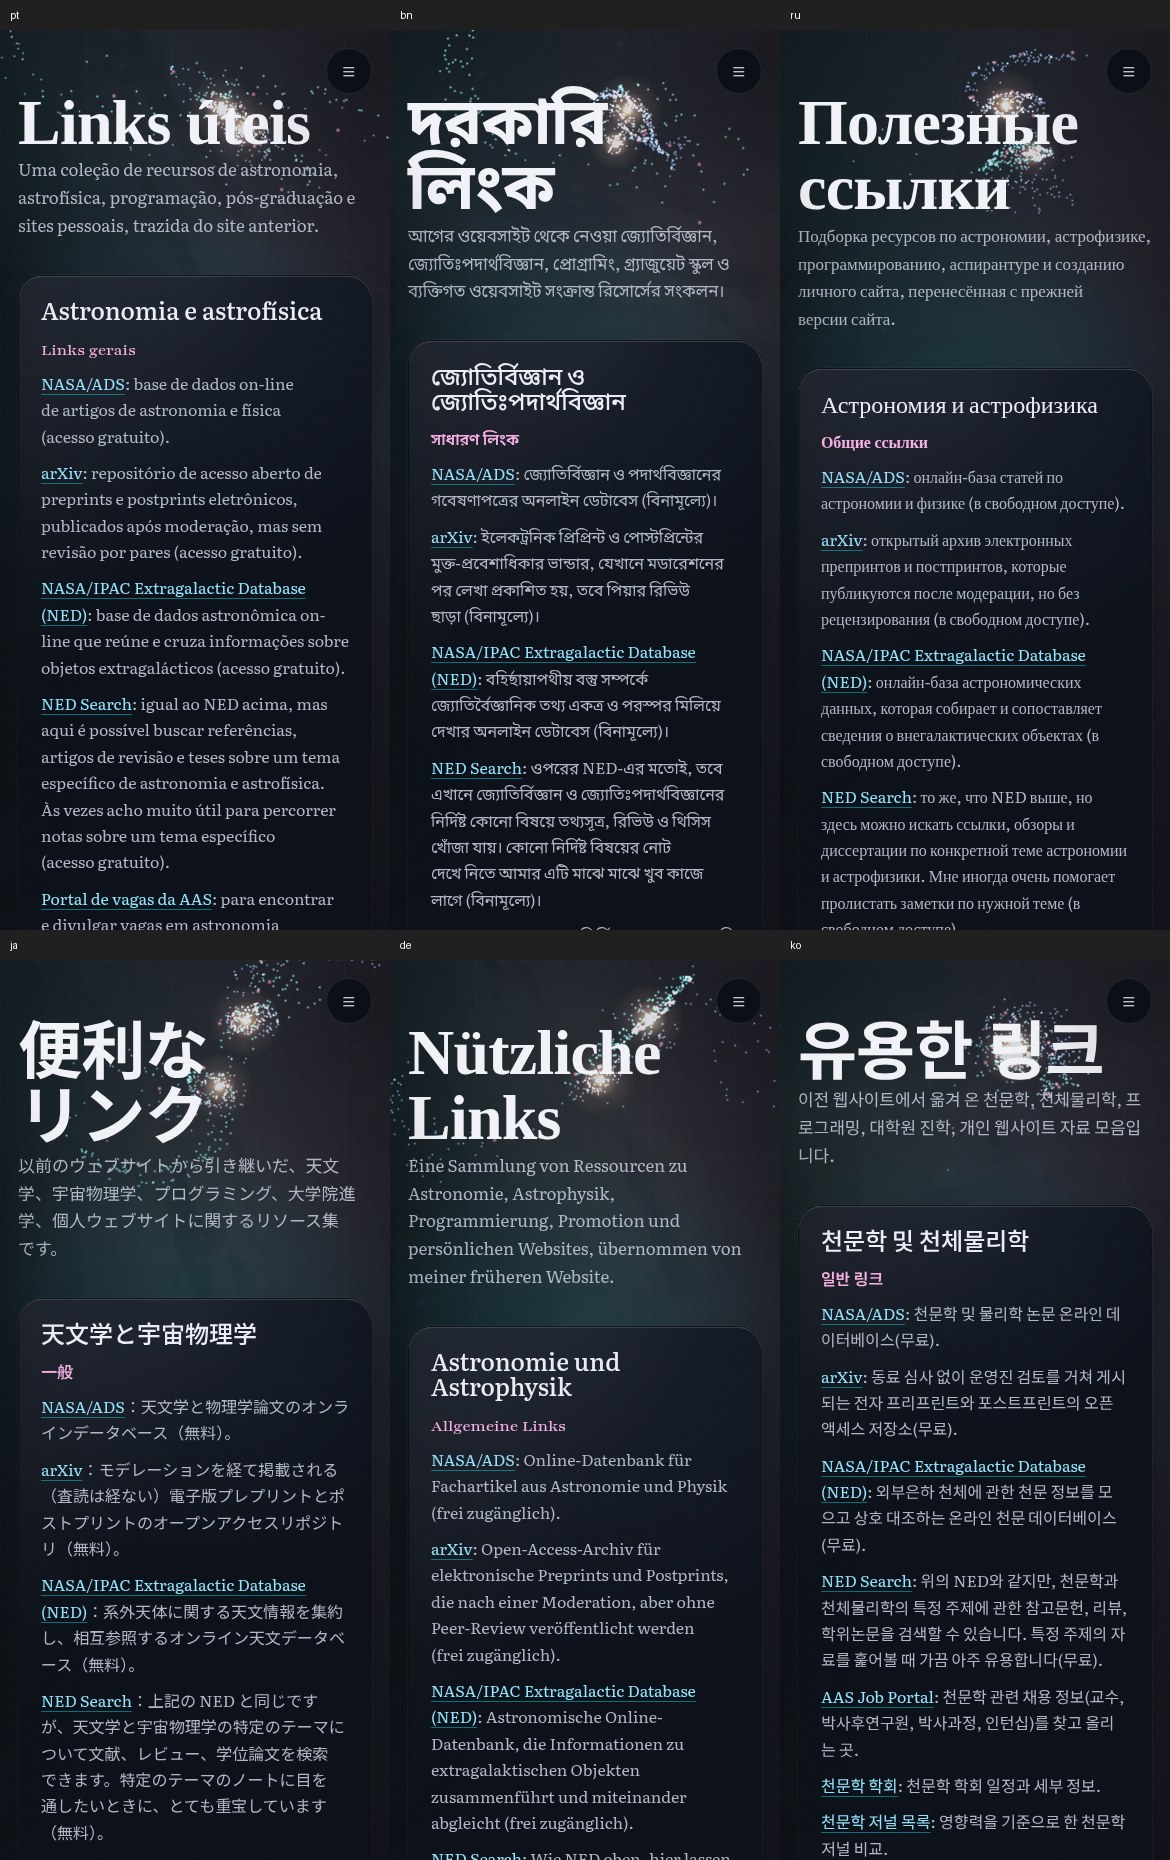 pt
Links úteis
Uma coleção de recursos de astronomia,
astrofísica, programação, pós-graduação e
sites pessoais, trazida do site anterior.
Astronomia e astrofísica
Links gerais
NASA/ADS: base de dados on-line
de artigos de astronomia e física
(acesso gratuito).
arXiv: repositório de acesso aberto de
preprints e postprints eletrônicos,
publicados após moderação, mas sem
revisão por pares (acesso gratuito).
NASA/IPAC Extragalactic Database
(NED): base de dados astronômica on-
line que reúne e cruza informações sobre
objetos extragalácticos (acesso gratuito).
NED Search: igual ao NED acima, mas
aqui é possível buscar referências,
artigos de revisão e teses sobre um tema
específico de astronomia e astrofísica.
Às vezes acho muito útil para percorrer
notas sobre um tema específico
(acesso gratuito).
Portal de vagas da AAS: para encontrar
e divulgar vagas em astronomia
bn
দরকারি
লিংক
আগের ওয়েবসাইট থেকে নেওয়া জ্যোতির্বিজ্ঞান,
জ্যোতিঃপদার্থবিজ্ঞান, প্রোগ্রামিং, গ্র্যাজুয়েট স্কুল ও
ব্যক্তিগত ওয়েবসাইট সংক্রান্ত রিসোর্সের সংকলন।
জ্যোতির্বিজ্ঞান ও
জ্যোতিঃপদার্থবিজ্ঞান
সাধারণ লিংক
NASA/ADS: জ্যোতির্বিজ্ঞান ও পদার্থবিজ্ঞানের
গবেষণাপত্রের অনলাইন ডেটাবেস (বিনামূল্যে)।
arXiv: ইলেকট্রনিক প্রিপ্রিন্ট ও পোস্টপ্রিন্টের
মুক্ত-প্রবেশাধিকার ভান্ডার, যেখানে মডারেশনের
পর লেখা প্রকাশিত হয়, তবে পিয়ার রিভিউ
ছাড়া (বিনামূল্যে)।
NASA/IPAC Extragalactic Database
(NED): বহির্ছায়াপথীয় বস্তু সম্পর্কে
জ্যোতির্বৈজ্ঞানিক তথ্য একত্র ও পরস্পর মিলিয়ে
দেখার অনলাইন ডেটাবেস (বিনামূল্যে)।
NED Search: ওপরের NED-এর মতোই, তবে
এখানে জ্যোতির্বিজ্ঞান ও জ্যোতিঃপদার্থবিজ্ঞানের
নির্দিষ্ট কোনো বিষয়ে তথ্যসূত্র, রিভিউ ও থিসিস
খোঁজা যায়। কোনো নির্দিষ্ট বিষয়ের নোট
দেখে নিতে আমার এটি মাঝে মাঝে খুব কাজে
লাগে (বিনামূল্যে)।
ru
Полезные
ссылки
Подборка ресурсов по астрономии, астрофизике,
программированию, аспирантуре и созданию
личного сайта, перенесённая с прежней
версии сайта.
Астрономия и астрофизика
Общие ссылки
NASA/ADS: онлайн-база статей по
астрономии и физике (в свободном доступе).
arXiv: открытый архив электронных
препринтов и постпринтов, которые
публикуются после модерации, но без
рецензирования (в свободном доступе).
NASA/IPAC Extragalactic Database
(NED): онлайн-база астрономических
данных, которая собирает и сопоставляет
сведения о внегалактических объектах (в
свободном доступе).
NED Search: то же, что NED выше, но
здесь можно искать ссылки, обзоры и
диссертации по конкретной теме астрономии
и астрофизики. Мне иногда очень помогает
пролистать заметки по нужной теме (в
свободном доступе).
ja
便利な
リンク
以前のウェブサイトから引き継いだ、天文
学、宇宙物理学、プログラミング、大学院進
学、個人ウェブサイトに関するリソース集
です。
天文学と宇宙物理学
一般
NASA/ADS：天文学と物理学論文のオンラ
インデータベース（無料）。
arXiv：モデレーションを経て掲載される
（査読は経ない）電子版プレプリントとポ
ストプリントのオープンアクセスリポジト
リ（無料）。
NASA/IPAC Extragalactic Database
(NED)：系外天体に関する天文情報を集約
し、相互参照するオンライン天文データベ
ース（無料）。
NED Search：上記の NED と同じです
が、天文学と宇宙物理学の特定のテーマに
ついて文献、レビュー、学位論文を検索
できます。特定のテーマのノートに目を
通したいときに、とても重宝しています
（無料）。
de
Nützliche
Links
Eine Sammlung von Ressourcen zu
Astronomie, Astrophysik,
Programmierung, Promotion und
persönlichen Websites, übernommen von
meiner früheren Website.
Astronomie und
Astrophysik
Allgemeine Links
NASA/ADS: Online-Datenbank für
Fachartikel aus Astronomie und Physik
(frei zugänglich).
arXiv: Open-Access-Archiv für
elektronische Preprints und Postprints,
die nach einer Moderation, aber ohne
Peer-Review veröffentlicht werden
(frei zugänglich).
NASA/IPAC Extragalactic Database
(NED): Astronomische Online-
Datenbank, die Informationen zu
extragalaktischen Objekten
zusammenführt und miteinander
abgleicht (frei zugänglich).
NED Search: Wie NED oben, hier lassen
ko
유용한 링크
이전 웹사이트에서 옮겨 온 천문학, 천체물리학, 프
로그래밍, 대학원 진학, 개인 웹사이트 자료 모음입
니다.
천문학 및 천체물리학
일반 링크
NASA/ADS: 천문학 및 물리학 논문 온라인 데
이터베이스(무료).
arXiv: 동료 심사 없이 운영진 검토를 거쳐 게시
되는 전자 프리프린트와 포스트프린트의 오픈
액세스 저장소(무료).
NASA/IPAC Extragalactic Database
(NED): 외부은하 천체에 관한 천문 정보를 모
으고 상호 대조하는 온라인 천문 데이터베이스
(무료).
NED Search: 위의 NED와 같지만, 천문학과
천체물리학의 특정 주제에 관한 참고문헌, 리뷰,
학위논문을 검색할 수 있습니다. 특정 주제의 자
료를 훑어볼 때 가끔 아주 유용합니다(무료).
AAS Job Portal: 천문학 관련 채용 정보(교수,
박사후연구원, 박사과정, 인턴십)를 찾고 올리
는 곳.
천문학 학회: 천문학 학회 일정과 세부 정보.
천문학 저널 목록: 영향력을 기준으로 한 천문학
저널 비교.